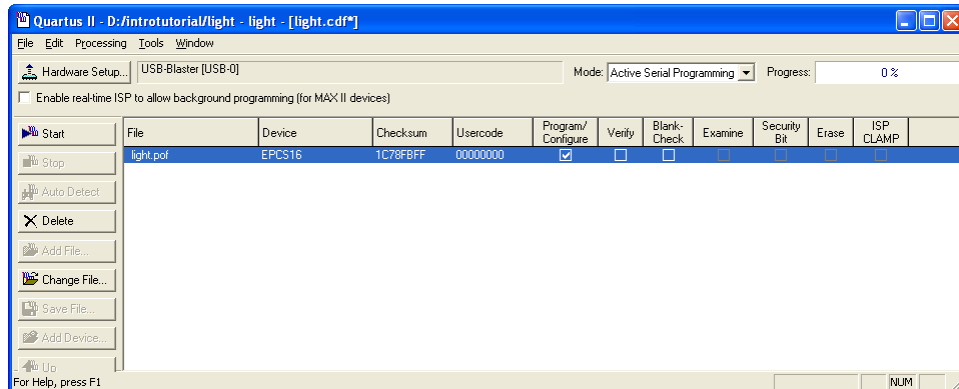 Quartus II - D:/introtutorial/light - light - [light.cdf*]
File Edit Processing Tools Window
Hardware Setup... USB-Blaster [USB-0] Mode: Active Serial Programming Progress: 0 %
Enable real-time ISP to allow background programming (for MAX II devices)
Start
Stop
Auto Detect
Delete
Add File...
Change File...
Save File...
Add Device...
Up
File Device Checksum Usercode Program/ Configure Verify Blank- Check Examine Security Bit Erase ISP CLAMP
light.pof EPCS16 1C78FBFF 00000000
For Help, press F1 NUM